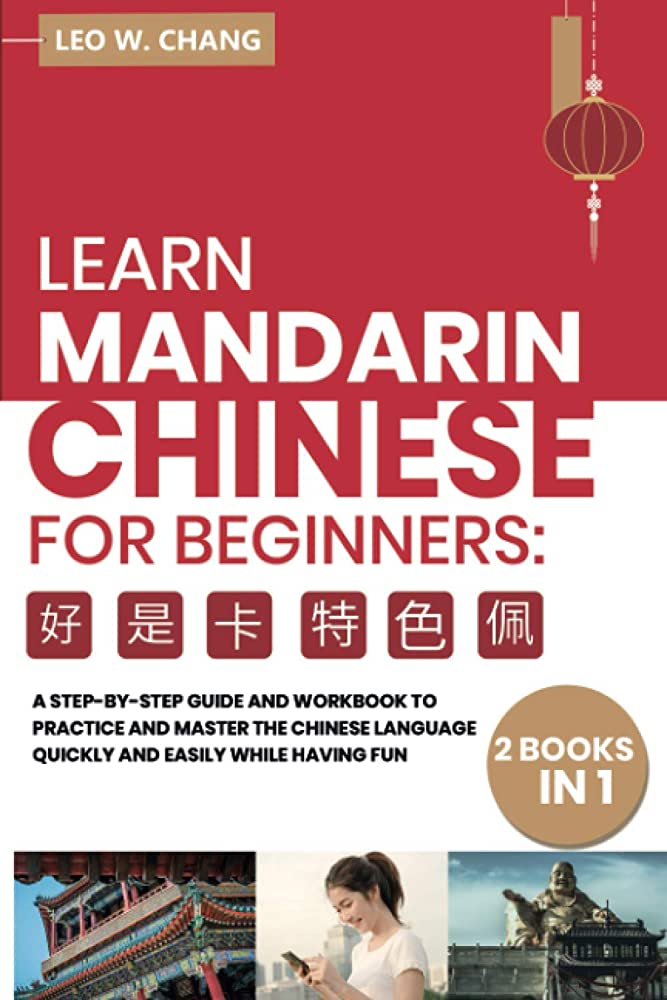 LEO W. CHANG
LEARN
MANDARIN
CHINESE
FOR BEGINNERS:
好 是 卡 特 色 佩
A STEP-BY-STEP GUIDE AND WORKBOOK TO
PRACTICE AND MASTER THE CHINESE LANGUAGE
QUICKLY AND EASILY WHILE HAVING FUN
2 BOOKS
IN 1